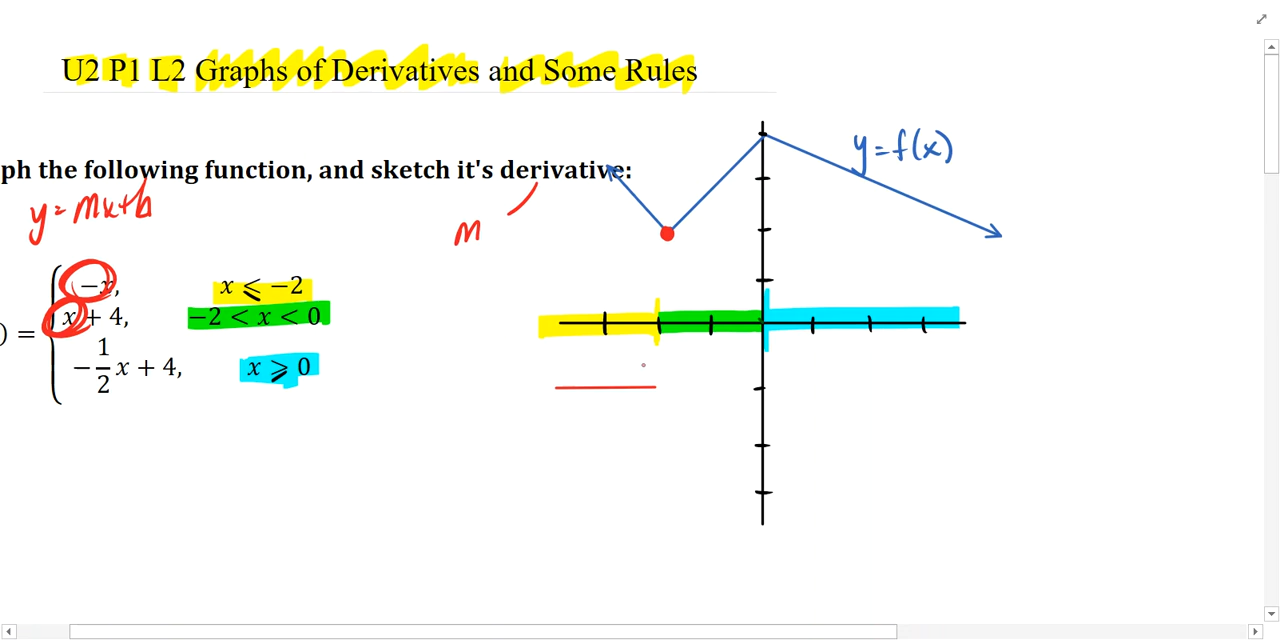 U2 P1 L2 Graphs of Derivatives and Some Rules
ph the following function, and sketch it's derivative:
y = mx+b
m
y=f(x)
−x, x ⩽ −2
) = x + 4, −2 < x < 0
−1/2 x + 4, x ⩾ 0